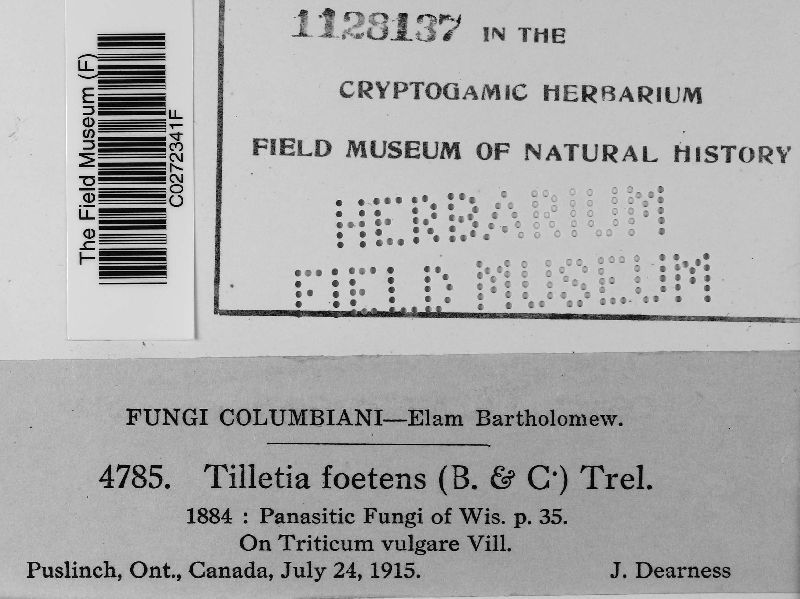 The Field Museum (F)
C0272341F
1128137 IN THE
CRYPTOGAMIC HERBARIUM
FIELD MUSEUM OF NATURAL HISTORY
HERBARIUM
FIELD MUSEUM
FUNGI COLUMBIANI—Elam Bartholomew.
4785. Tilletia foetens (B. & C·) Trel.
1884 : Panasitic Fungi of Wis. p. 35.
On Triticum vulgare Vill.
Puslinch, Ont., Canada, July 24, 1915. J. Dearness